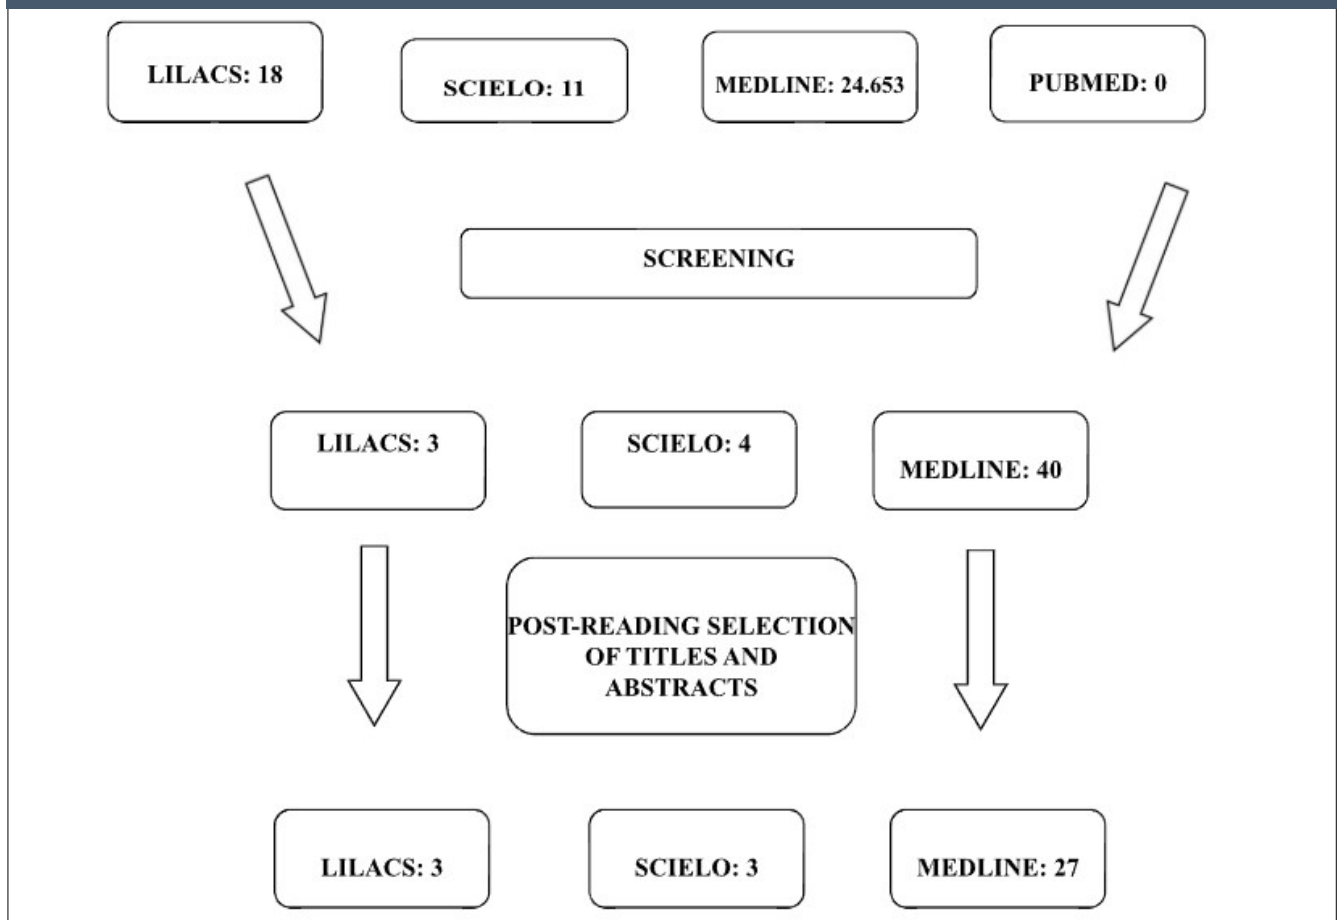 LILACS: 18
SCIELO: 11
MEDLINE: 24.653
PUBMED: 0
SCREENING
LILACS: 3
SCIELO: 4
MEDLINE: 40
POST-READING SELECTION
OF TITLES AND
ABSTRACTS
LILACS: 3
SCIELO: 3
MEDLINE: 27